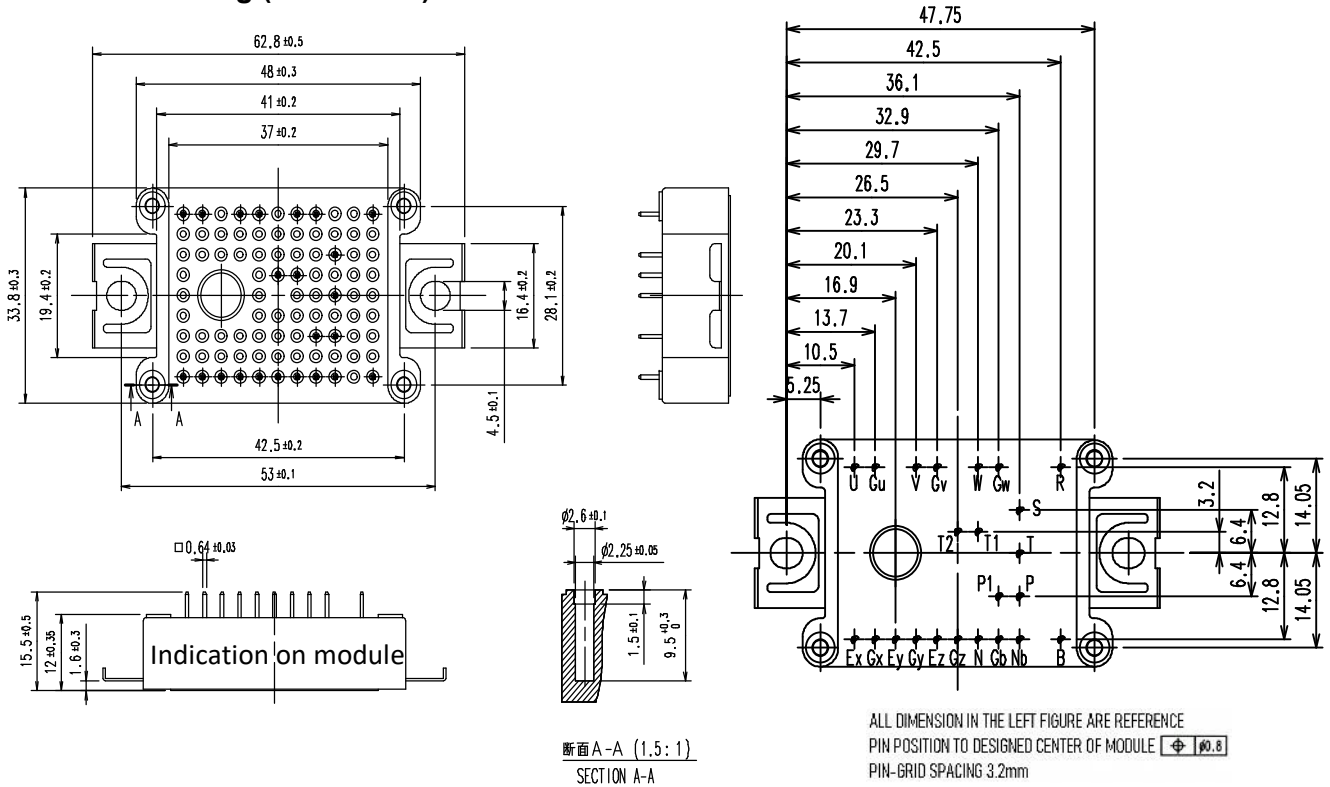 62.8 ±0.5
48 ±0.3
41 ±0.2
37 ±0.2
33.8 ±0.3
19.4 ±0.2
16.4 ±0.2
28.1 ±0.2
4.5 ±0.1
A A
42.5 ±0.2
53 ±0.1
□0.64 ±0.03
15.5 ±0.5
12 ±0.35
1.6 ±0.3
Indication on module
ø2.6 ±0.1
ø2.25 ±0.05
1.5 ±0.1
9.5 +0.3 0
断面A-A (1.5:1)
SECTION A-A
47.75
42.5
36.1
32.9
29.7
26.5
23.3
20.1
16.9
13.7
10.5
5.25
U Gu V Gv W Gw R
S
T2 T1 T
P1 P
Ex Gx Ey Gy Ez Gz N Gb Nb B
3.2
6.4
12.8
14.05
6.4
12.8
14.05
ALL DIMENSION IN THE LEFT FIGURE ARE REFERENCE
PIN POSITION TO DESIGNED CENTER OF MODULE ⌖ ø0.8
PIN-GRID SPACING 3.2mm